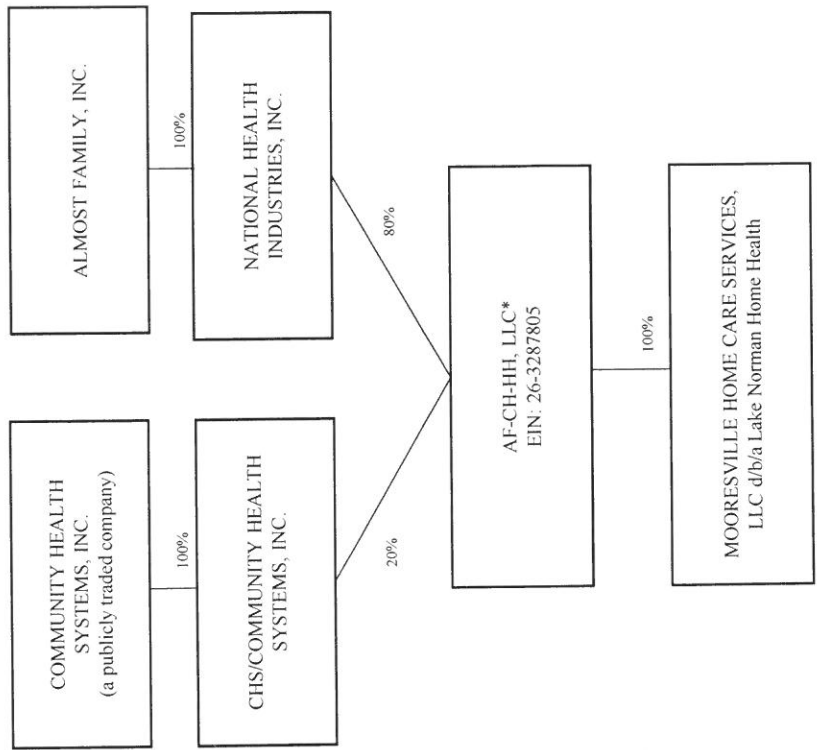 COMMUNITY HEALTH
SYSTEMS, INC.
(a publicly traded company)
ALMOST FAMILY, INC.
100%
100%
CHS/COMMUNITY HEALTH
SYSTEMS, INC.
NATIONAL HEALTH
INDUSTRIES, INC.
20%
80%
AF-CH-HH, LLC*
EIN: 26-3287805
100%
MOORESVILLE HOME CARE SERVICES,
LLC d/b/a Lake Norman Home Health